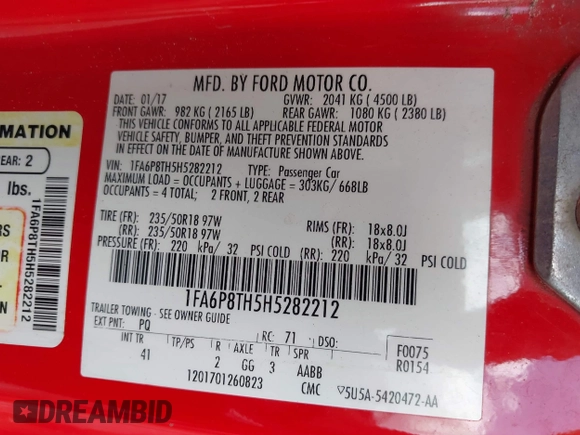 MFD. BY FORD MOTOR CO.
DATE: 01/17 GVWR: 2041 KG (4500 LB)
FRONT GAWR: 982 KG (2165 LB) REAR GAWR: 1080 KG (2380 LB)
THIS VEHICLE CONFORMS TO ALL APPLICABLE FEDERAL MOTOR
VEHICLE SAFETY, BUMPER, AND THEFT PREVENTION STANDARDS
IN EFFECT ON THE DATE OF MANUFACTURE SHOWN ABOVE.
VIN: 1FA6P8TH5H5282212 TYPE: Passenger Car
MAXIMUM LOAD = OCCUPANTS + LUGGAGE = 303KG/ 668LB
OCCUPANTS = 4 TOTAL; 2 FRONT, 2 REAR
TIRE (FR): 235/50R18 97W RIMS (FR): 18x8.0J
(RR): 235/50R18 97W (RR): 18x8.0J
PRESSURE (FR): 220 kPa/ 32 PSI COLD (RR): 220 kPa/ 32 PSI COLD
1FA6P8TH5H5282212
TRAILER TOWING - SEE OWNER GUIDE
EXT PNT: PQ RC: 71 DSO: F0075
INT TR TP/PS R AXLE TR SPR R0154
41 2 GG 3 AABB
1201701260823 CMC 5U5A-5420472-AA
RMATION
EAR: 2
lbs.
RS
1FA6P8TH5H5282212
DREAMBID